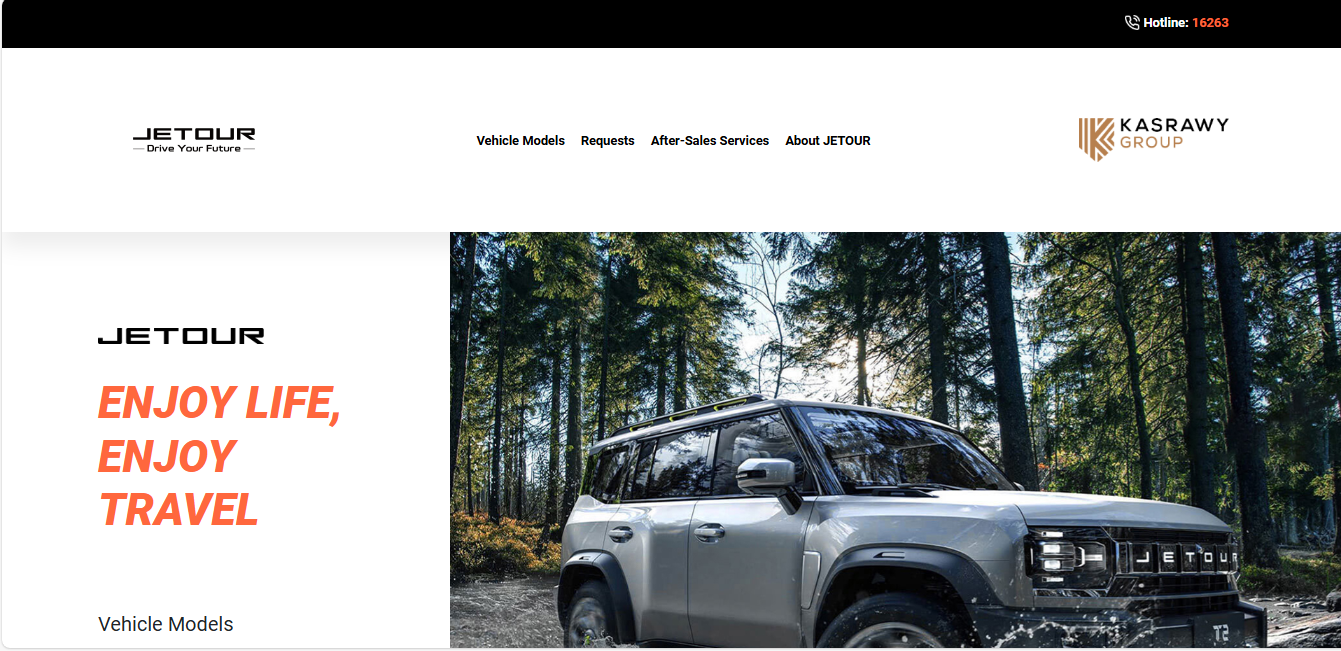 Hotline: 16263
JETOUR
Drive Your Future
Vehicle Models Requests After-Sales Services About JETOUR
KASRAWY
GROUP
JETOUR
ENJOY LIFE,
ENJOY
TRAVEL
Vehicle Models
JETOUR
T2